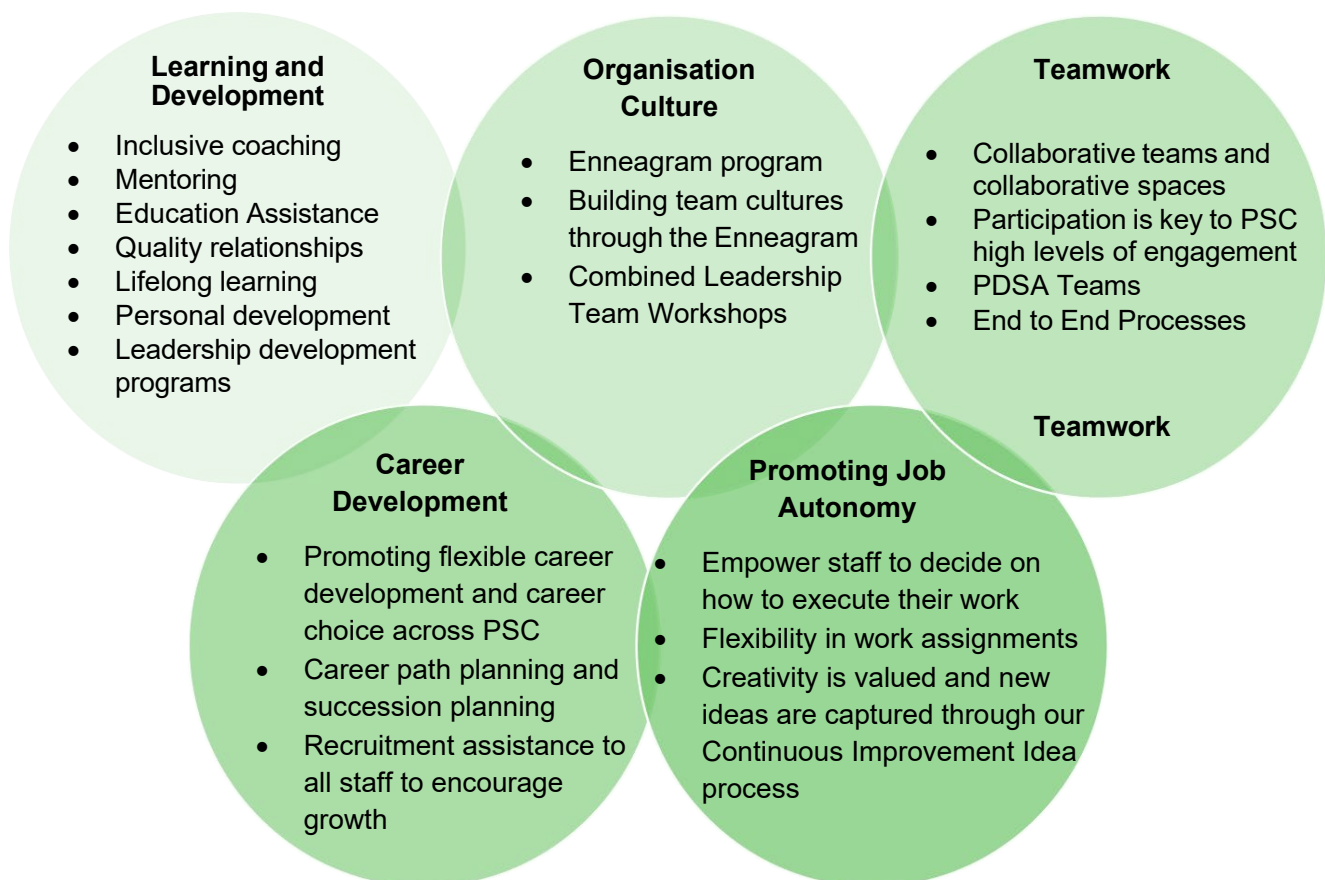 Learning and
Development
• Inclusive coaching
• Mentoring
• Education Assistance
• Quality relationships
• Lifelong learning
• Personal development
• Leadership development
programs
Organisation
Culture
• Enneagram program
• Building team cultures
through the Enneagram
• Combined Leadership
Team Workshops
Teamwork
• Collaborative teams and
collaborative spaces
• Participation is key to PSC
high levels of engagement
• PDSA Teams
• End to End Processes
Teamwork
Career
Development
• Promoting flexible career
development and career
choice across PSC
• Career path planning and
succession planning
• Recruitment assistance to
all staff to encourage
growth
Promoting Job
Autonomy
• Empower staff to decide on
how to execute their work
• Flexibility in work assignments
• Creativity is valued and new
ideas are captured through our
Continuous Improvement Idea
process